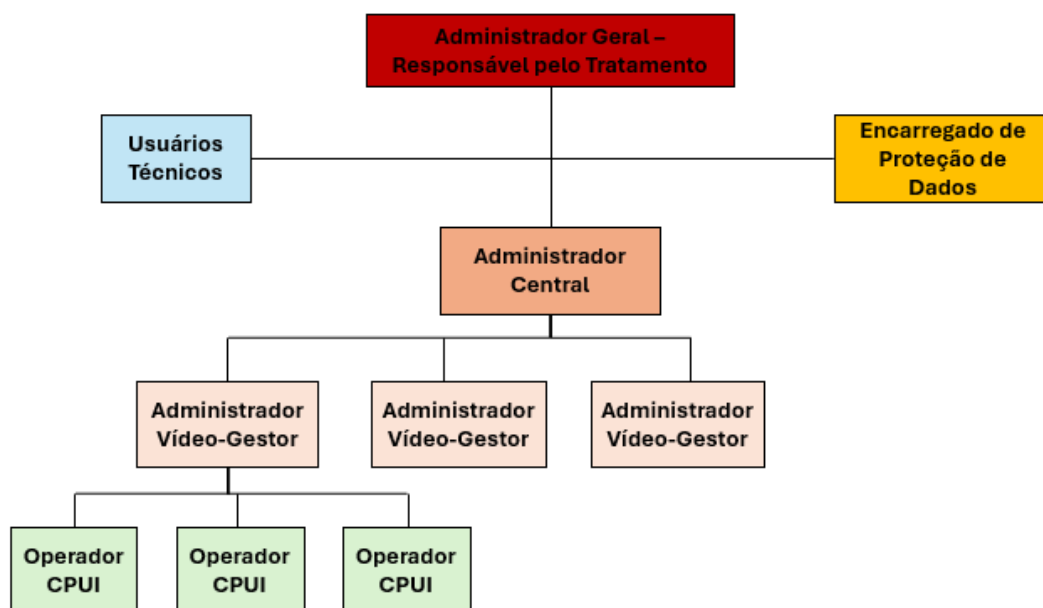 Administrador Geral –
Responsável pelo Tratamento
Usuários
Técnicos
Encarregado de
Proteção de
Dados
Administrador
Central
Administrador
Vídeo-Gestor
Administrador
Vídeo-Gestor
Administrador
Vídeo-Gestor
Operador
CPUI
Operador
CPUI
Operador
CPUI